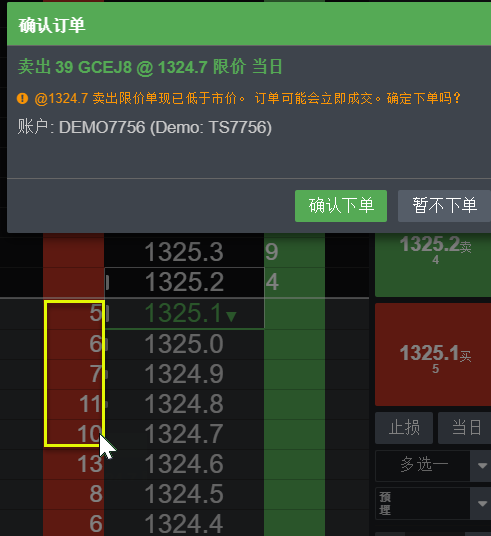 确认订单
卖出 39 GCEJ8 @ 1324.7 限价 当日
@1324.7 卖出限价单现已低于市价。 订单可能会立即成交。确定下单吗?
账户: DEMO7756 (Demo: TS7756)
确认下单 暂不下单
1325.3 9
1325.2 4
5 1325.1▼
6 1325.0
7 1324.9
11 1324.8
10 1324.7
13 1324.6
8 1324.5
6 1324.4
1325.2卖
4
1325.1买
5
止损 当日
多选一
预埋